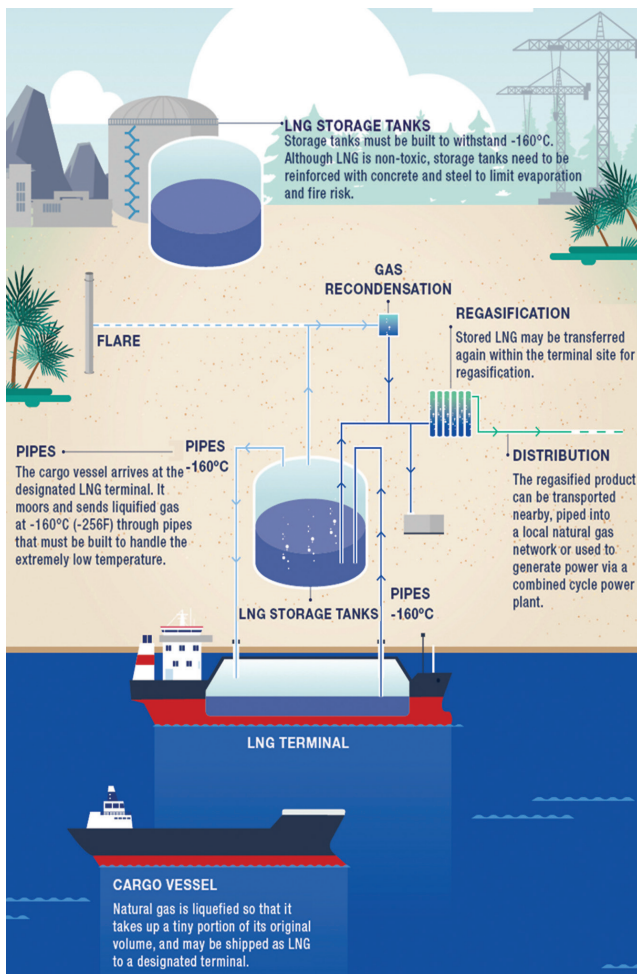 LNG STORAGE TANKS
Storage tanks must be built to withstand -160ºC.
Although LNG is non-toxic, storage tanks need to be
reinforced with concrete and steel to limit evaporation
and fire risk.
GAS
RECONDENSATION
FLARE
REGASIFICATION
Stored LNG may be transferred
again within the terminal site for
regasification.
PIPES
The cargo vessel arrives at the
designated LNG terminal. It
moors and sends liquified gas
at -160ºC (-256F) through pipes
that must be built to handle the
extremely low temperature.
PIPES
-160ºC
DISTRIBUTION
The regasified product
can be transported
nearby, piped into
a local natural gas
network or used to
generate power via a
combined cycle power
plant.
LNG STORAGE TANKS
PIPES
-160ºC
LNG TERMINAL
CARGO VESSEL
Natural gas is liquefied so that it
takes up a tiny portion of its original
volume, and may be shipped as LNG
to a designated terminal.